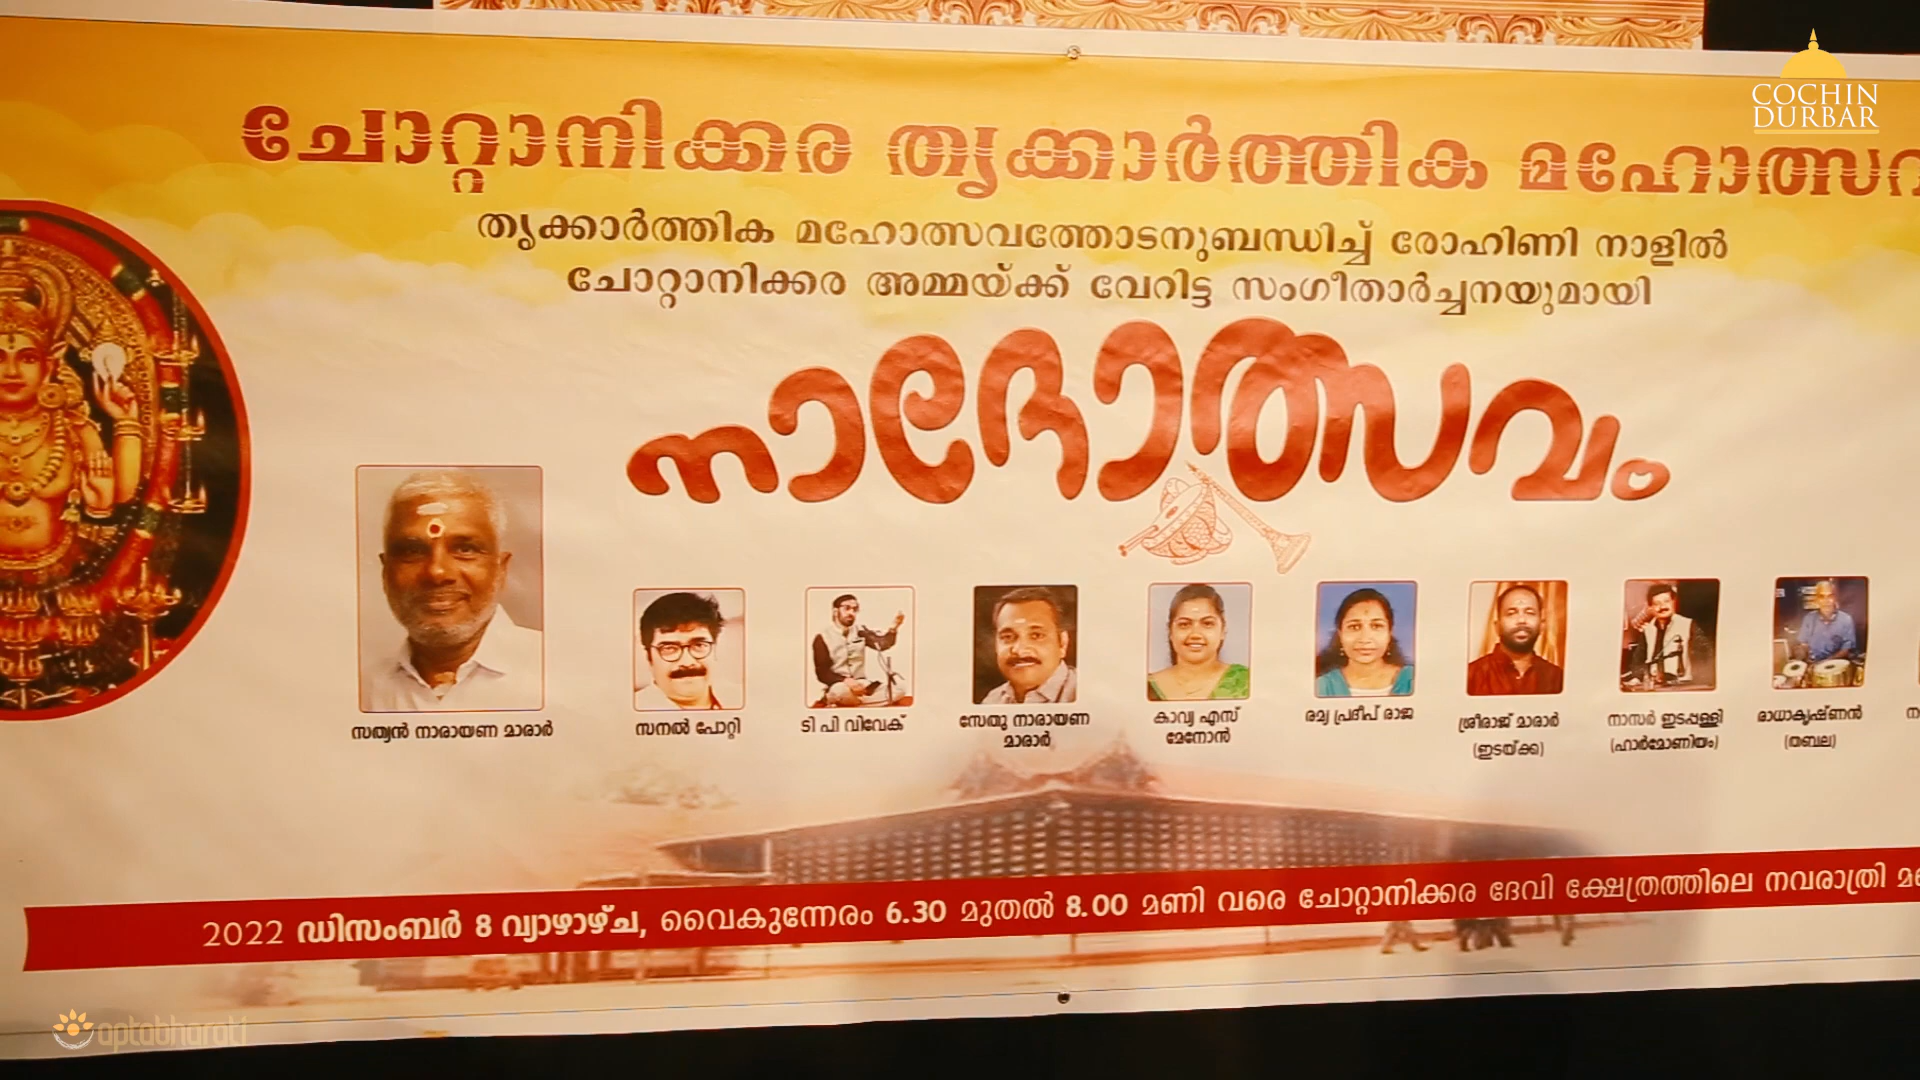 COCHIN
DURBAR
ചോറ്റാനിക്കര തൃക്കാർത്തിക മഹോത്സവ
തൃക്കാർത്തിക മഹോത്സവത്തോടനുബന്ധിച്ച് രോഹിണി നാളിൽ
ചോറ്റാനിക്കര അമ്മയ്ക്ക് വേറിട്ട സംഗീതാർച്ചനയുമായി
നാദോത്സവം
സത്യൻ നാരായണ മാരാർ
സനൽ പോറ്റി
ടി പി വിവേക്
സേതു നാരായണ
മാരാർ
കാവ്യ എസ്
മേനോൻ
രമ്യ പ്രദീപ് രാജ
ശ്രീരാജ് മാരാർ
(ഇടയ്ക്ക)
നാസർ ഇടപ്പള്ളി
(ഹാർമോണിയം)
രാധാകൃഷ്ണൻ
(തബല)
2022 ഡിസംബർ 8 വ്യാഴാഴ്ച, വൈകുന്നേരം 6.30 മുതൽ 8.00 മണി വരെ ചോറ്റാനിക്കര ദേവി ക്ഷേത്രത്തിലെ നവരാത്രി
aptabharati